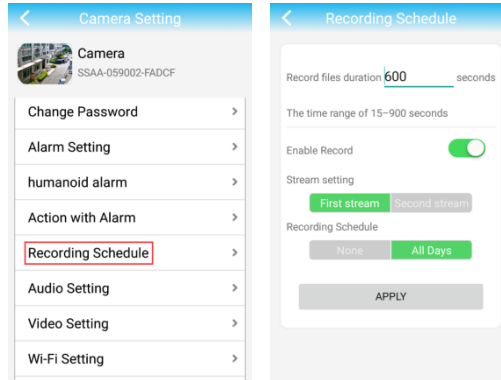 Camera Setting
Camera
SSAA-059002-FADCF
Change Password
Alarm Setting
humanoid alarm
Action with Alarm
Recording Schedule
Audio Setting
Video Setting
Wi-Fi Setting
Recording Schedule
Record files duration 600 seconds
The time range of 15–900 seconds
Enable Record
Stream setting
First stream Second stream
Recording Schedule
None All Days
APPLY